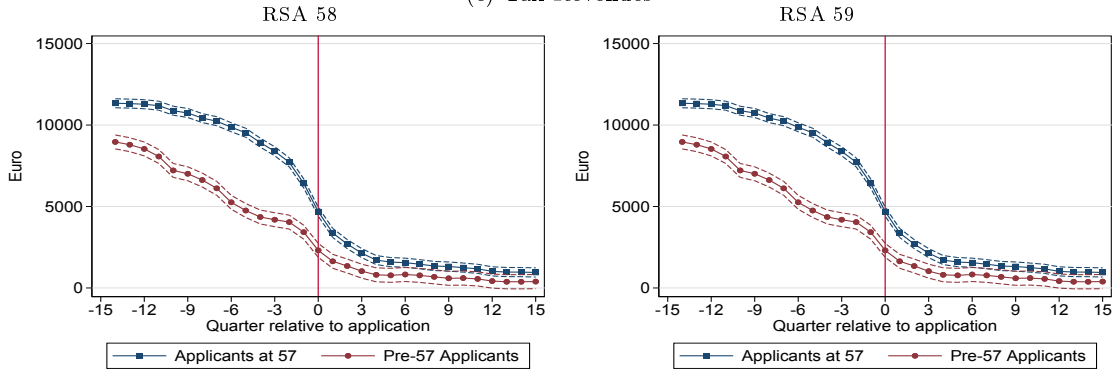 RSA 58
RSA 59
15000
10000
5000
0
Euro
-15 -12 -9 -6 -3 0 3 6 9 12 15
Quarter relative to application
Applicants at 57 Pre-57 Applicants
15000
10000
5000
0
Euro
-15 -12 -9 -6 -3 0 3 6 9 12 15
Quarter relative to application
Applicants at 57 Pre-57 Applicants